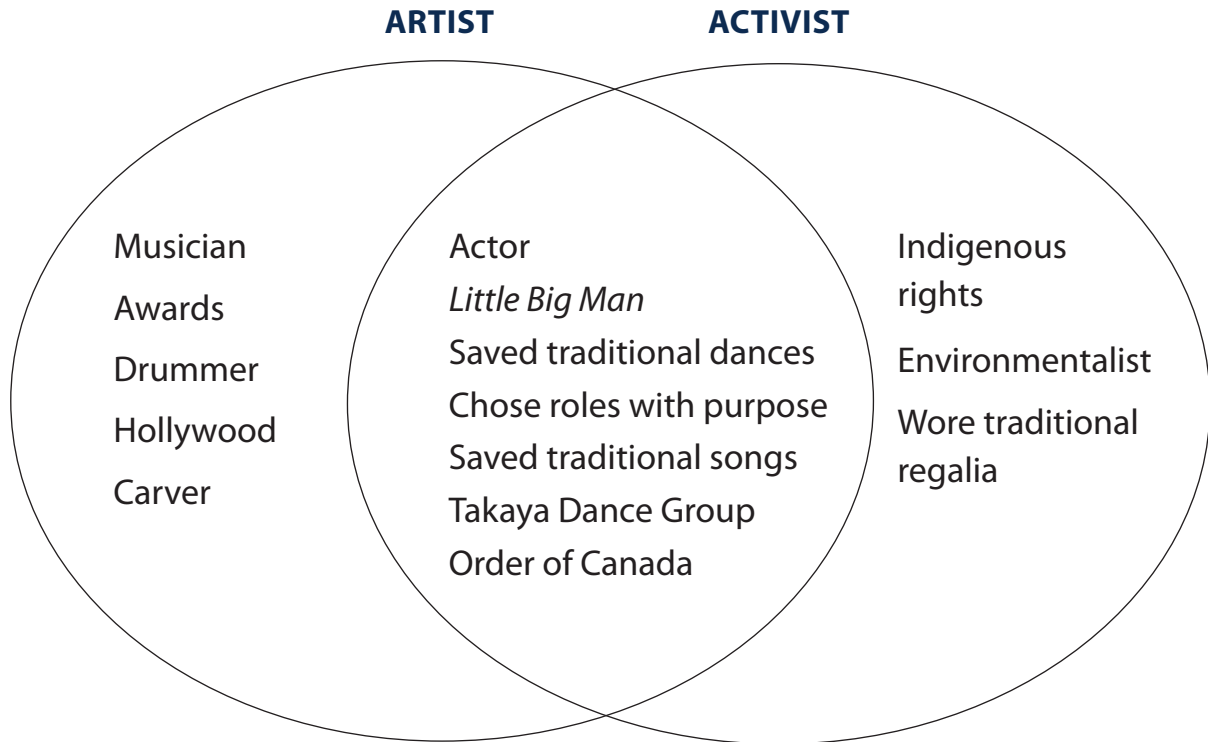 ARTIST
ACTIVIST
Musician
Awards
Drummer
Hollywood
Carver
Actor
Little Big Man
Saved traditional dances
Chose roles with purpose
Saved traditional songs
Takaya Dance Group
Order of Canada
Indigenous
rights
Environmentalist
Wore traditional
regalia